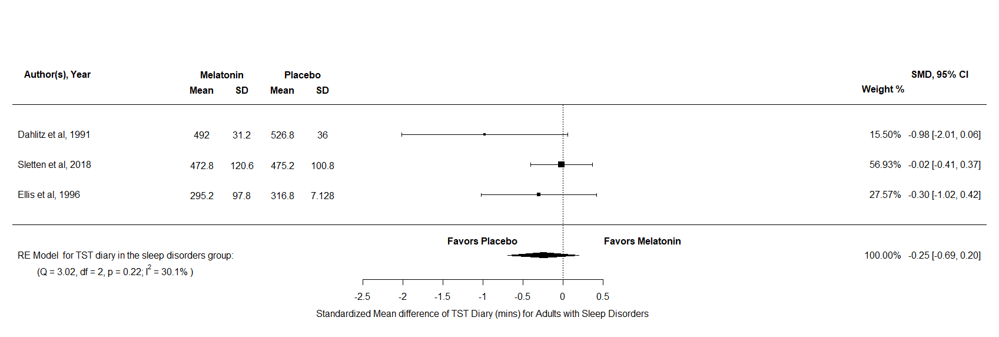 Author(s), Year Melatonin Placebo SMD, 95% CI
Mean SD Mean SD Weight %
Dahlitz et al, 1991 492 31.2 526.8 36 15.50% -0.98 [-2.01, 0.06]
Sletten et al, 2018 472.8 120.6 475.2 100.8 56.93% -0.02 [-0.41, 0.37]
Ellis et al, 1996 295.2 97.8 316.8 7.128 27.57% -0.30 [-1.02, 0.42]
Favors Placebo Favors Melatonin
RE Model for TST diary in the sleep disorders group: 100.00% -0.25 [-0.69, 0.20]
(Q = 3.02, df = 2, p = 0.22; I² = 30.1% )
-2.5 -2 -1.5 -1 -0.5 0 0.5
Standardized Mean difference of TST Diary (mins) for Adults with Sleep Disorders